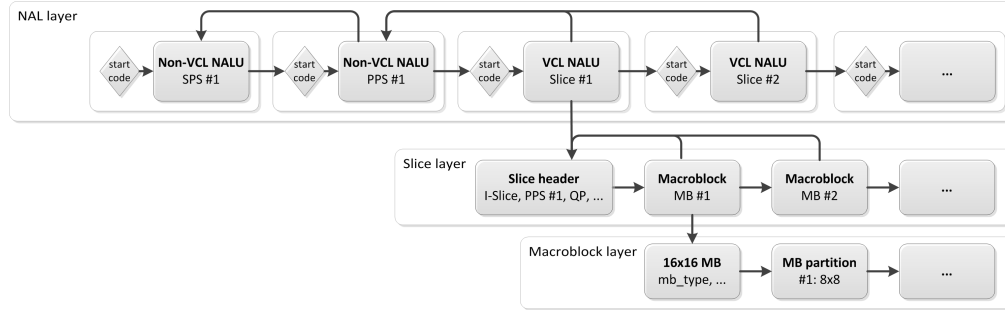 NAL layer
start
code
Non-VCL NALU
SPS #1
start
code
Non-VCL NALU
PPS #1
start
code
VCL NALU
Slice #1
start
code
VCL NALU
Slice #2
start
code
...
Slice layer
Slice header
I-Slice, PPS #1, QP, ...
Macroblock
MB #1
Macroblock
MB #2
...
Macroblock layer
16x16 MB
mb_type, ...
MB partition
#1: 8x8
...